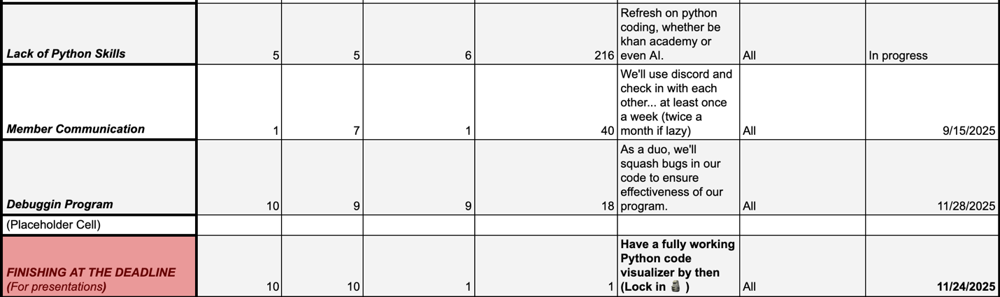 Refresh on python
coding, whether be
khan academy or
Lack of Python Skills 5 5 6 216 even AI. All In progress
We'll use discord and
check in with each
other... at least once
a week (twice a
Member Communication 1 7 1 40 month if lazy) All 9/15/2025
As a duo, we'll
squash bugs in our
code to ensure
effectiveness of our
Debuggin Program 10 9 9 18 program. All 11/28/2025
(Placeholder Cell)
Have a fully working
Python code
FINISHING AT THE DEADLINE visualizer by then
(For presentations) 10 10 1 1 (Lock in 🗿 ) All 11/24/2025